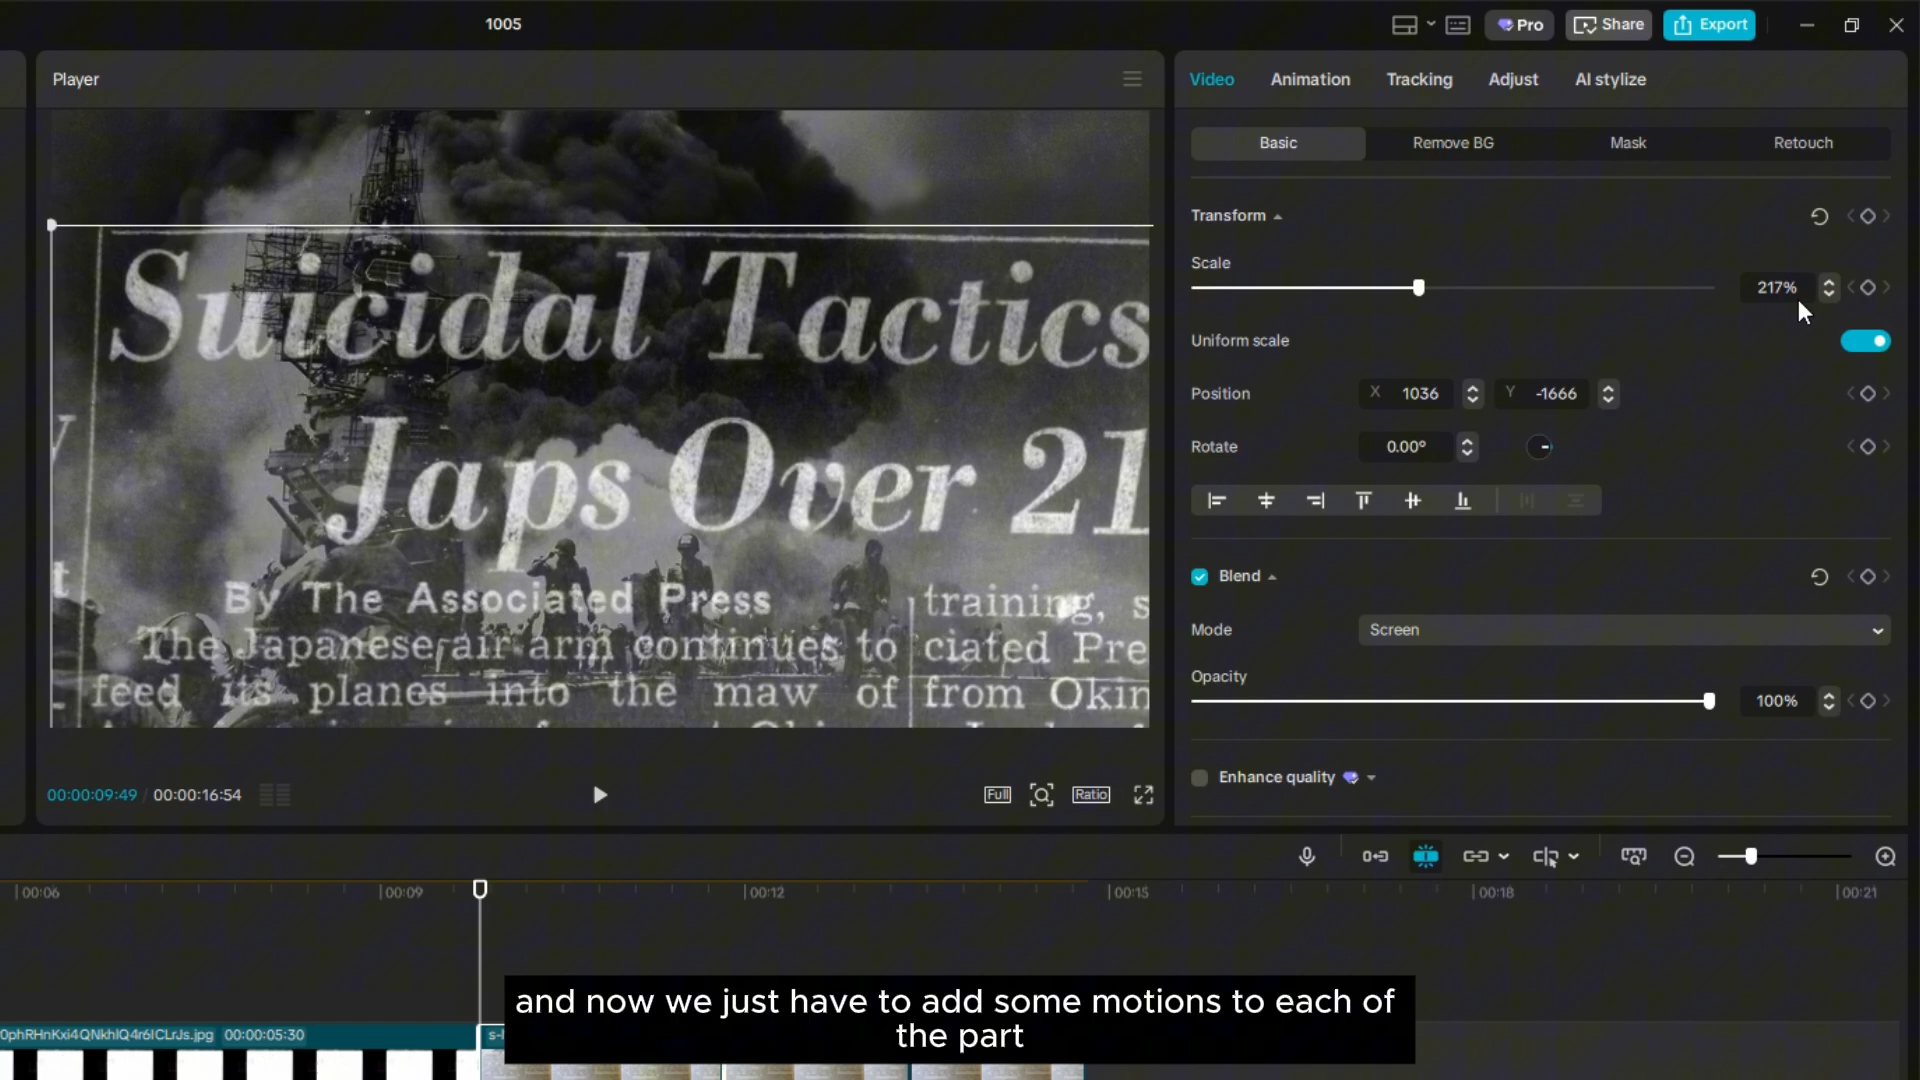 1005
Pro
Share
Export
Player
Video
Animation
Tracking
Adjust
AI stylize
Basic
Remove BG
Mask
Retouch
Transform
Scale
217%
Uniform scale
Position
X 1036
Y -1666
Rotate
0.00°
Blend
Mode
Screen
Opacity
100%
Enhance quality
Suicidal Tactics
Japs Over 21
By The Associated Press
The Japanese air arm continues to
feed its planes into the maw of
training, s
ciated Pre
from Okin
00:00:09:49 / 00:00:16:54
Full
Ratio
00:06
00:09
00:12
00:15
00:18
00:21
and now we just have to add some motions to each of
the part
0phRHnKxi4QNkhlQ4r6lCLrJs.jpg 00:00:05:30